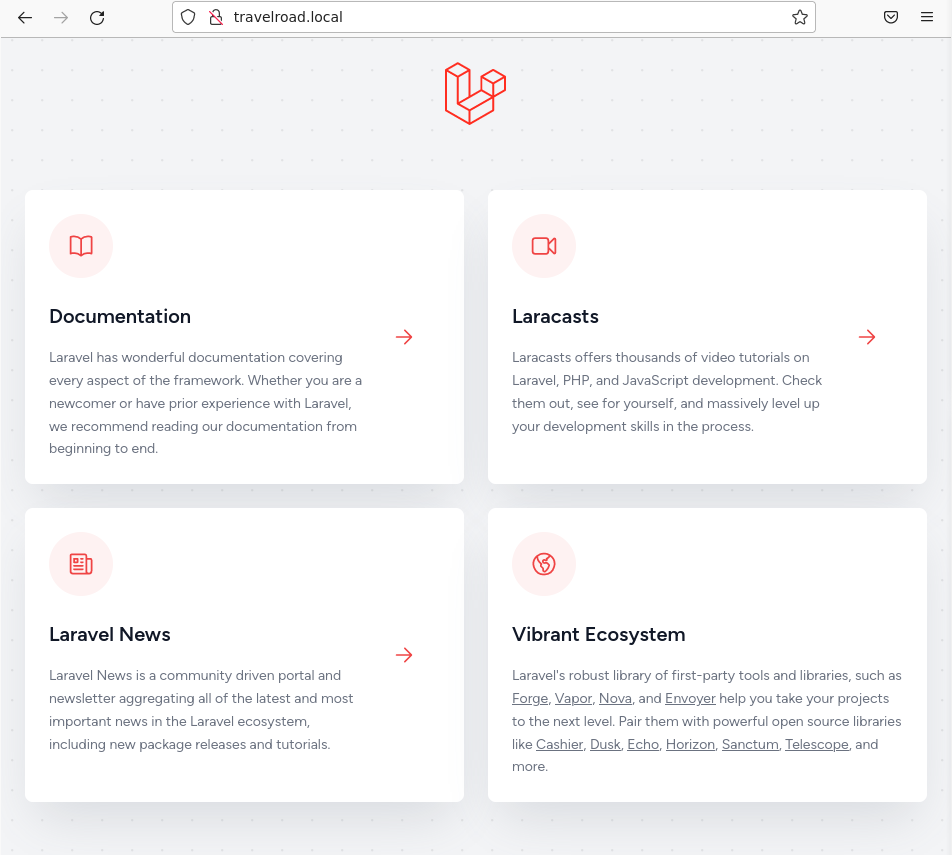 travelroad.local
Documentation
Laravel has wonderful documentation covering
every aspect of the framework. Whether you are a
newcomer or have prior experience with Laravel,
we recommend reading our documentation from
beginning to end.
Laracasts
Laracasts offers thousands of video tutorials on
Laravel, PHP, and JavaScript development. Check
them out, see for yourself, and massively level up
your development skills in the process.
Laravel News
Laravel News is a community driven portal and
newsletter aggregating all of the latest and most
important news in the Laravel ecosystem,
including new package releases and tutorials.
Vibrant Ecosystem
Laravel's robust library of first-party tools and libraries, such as
Forge, Vapor, Nova, and Envoyer help you take your projects
to the next level. Pair them with powerful open source libraries
like Cashier, Dusk, Echo, Horizon, Sanctum, Telescope, and
more.